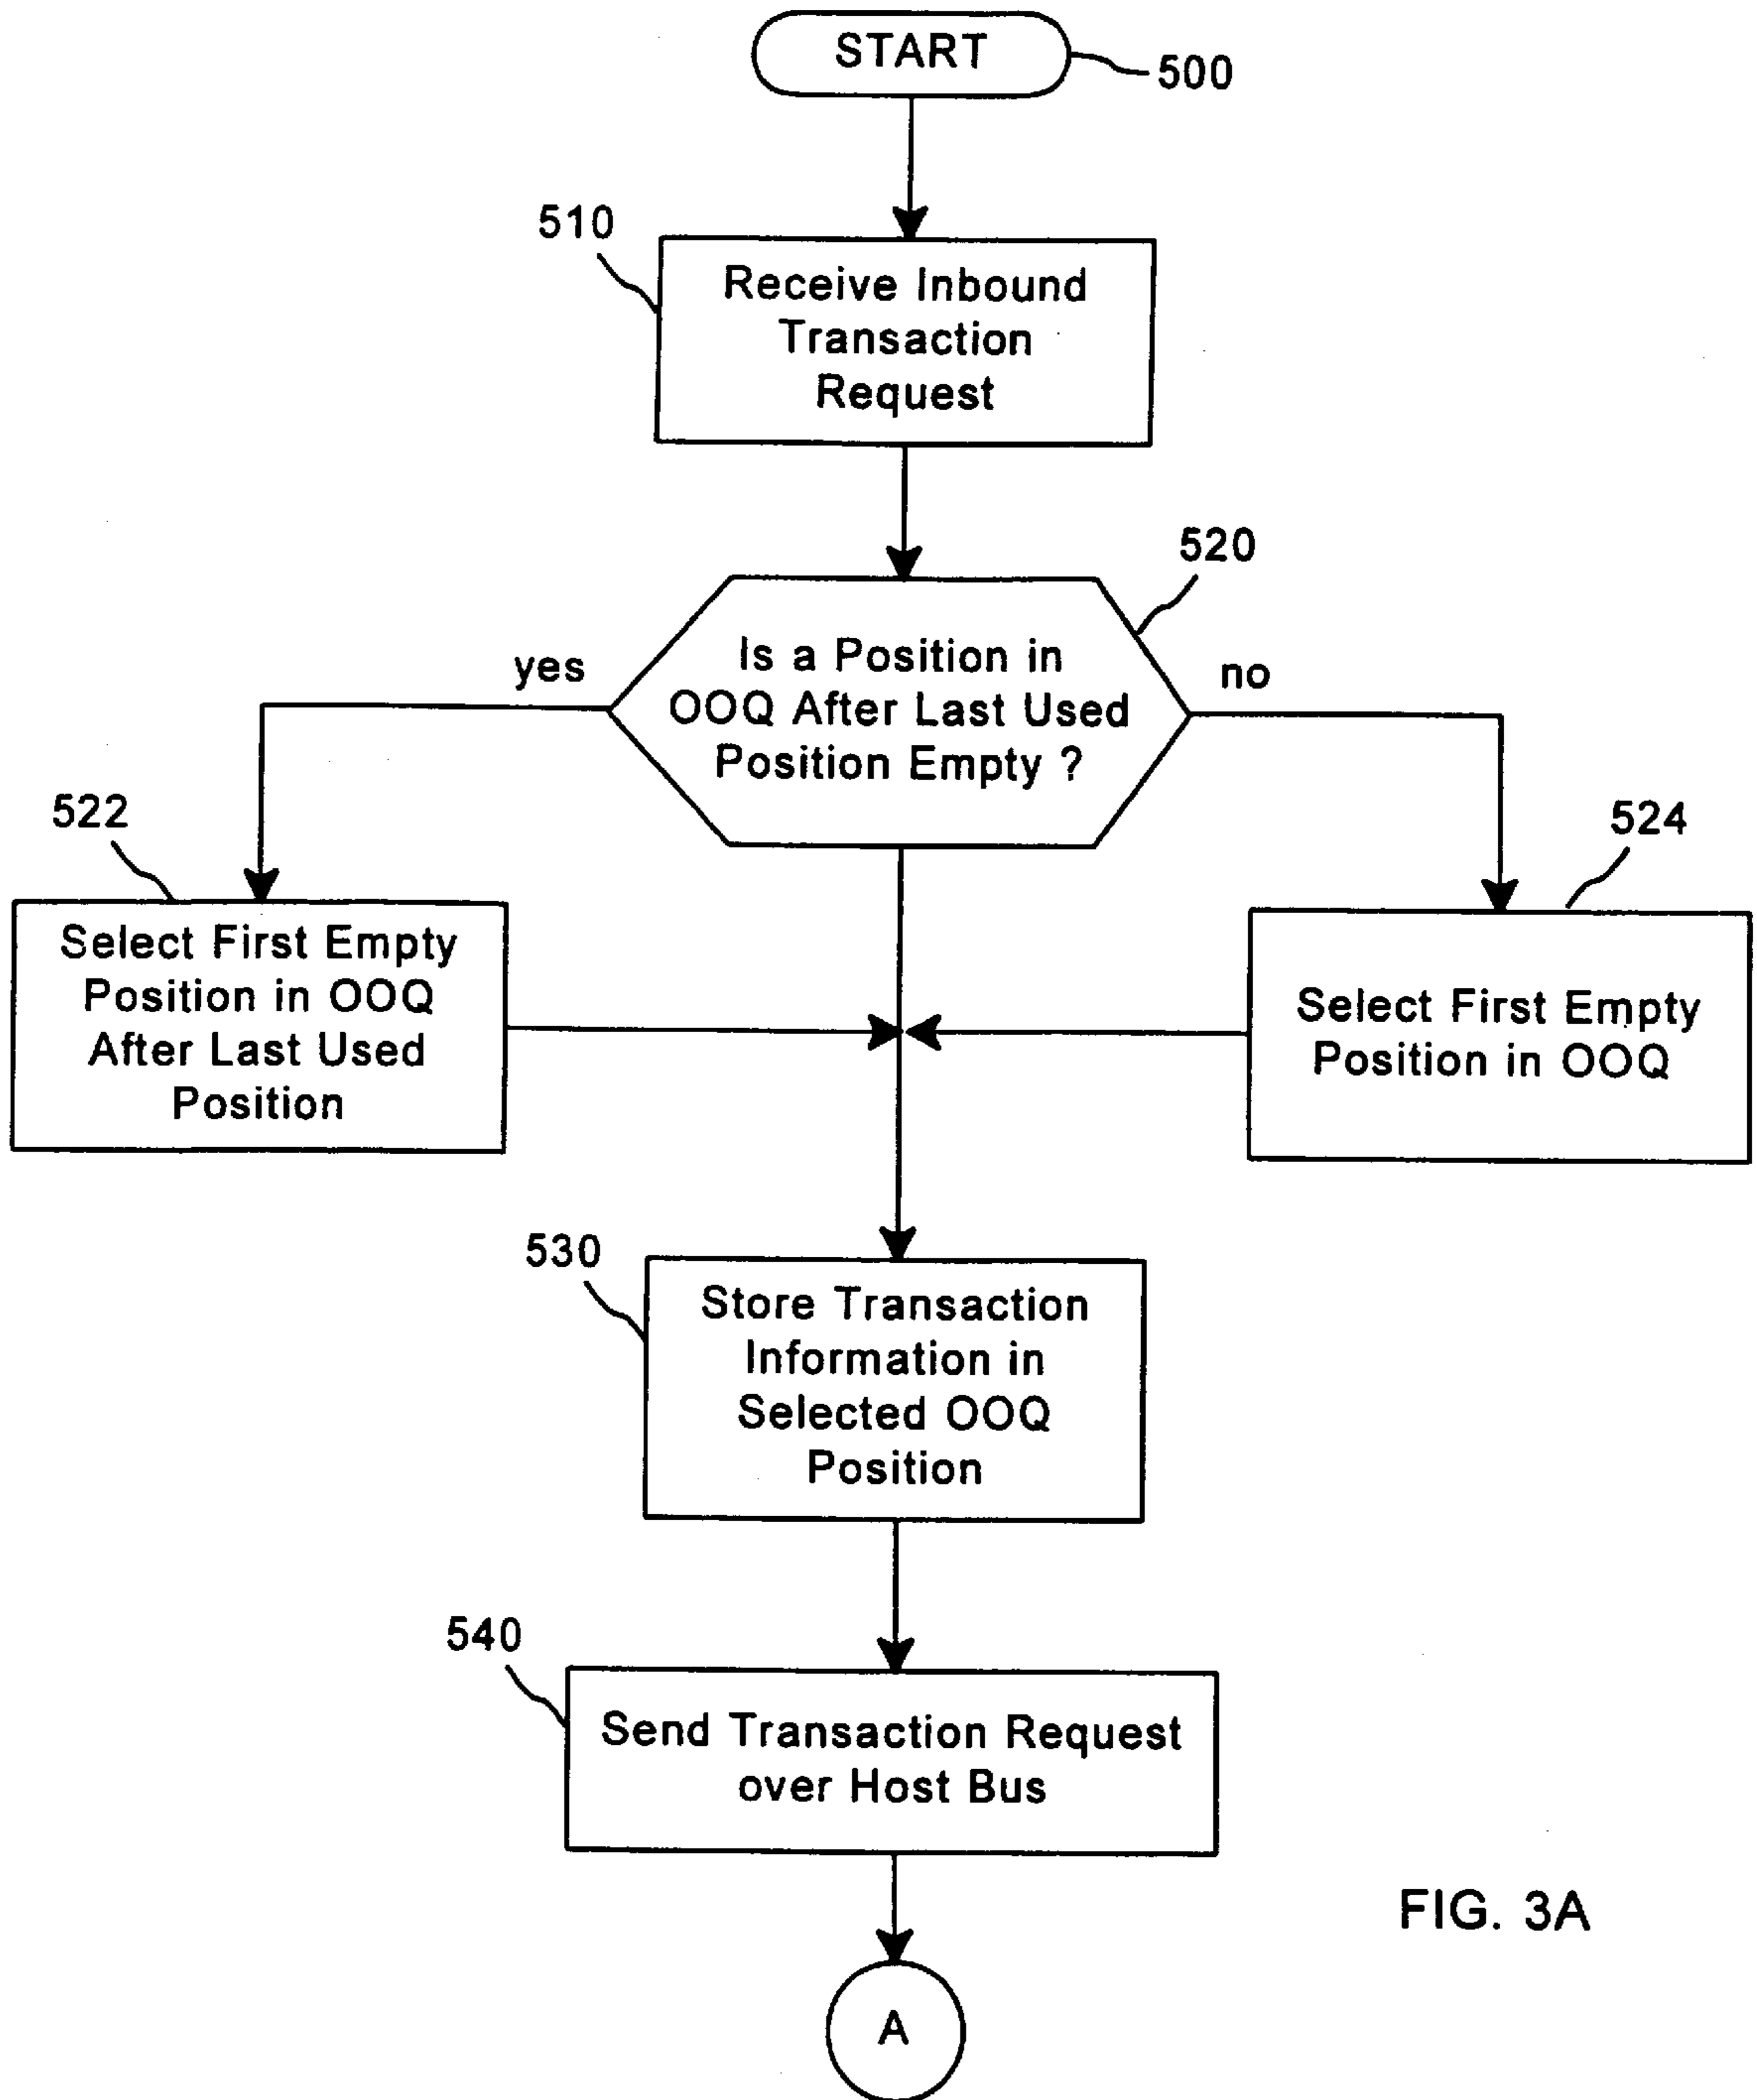 START
500
510
Receive Inbound
Transaction
Request
520
Is a Position in
OOQ After Last Used
Position Empty ?
yes
no
522
Select First Empty
Position in OOQ
After Last Used
Position
524
Select First Empty
Position in OOQ
530
Store Transaction
Information in
Selected OOQ
Position
540
Send Transaction Request
over Host Bus
FIG. 3A
A